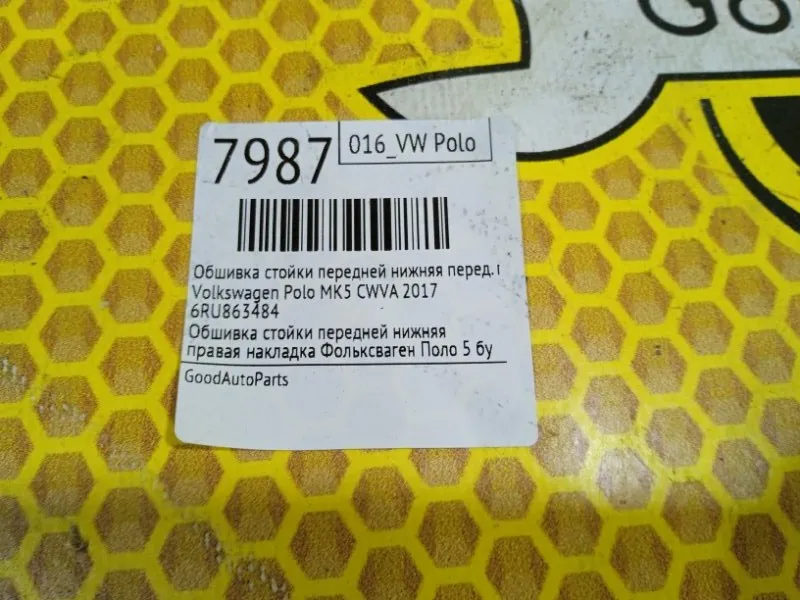 7987
016_VW Polo
Обшивка стойки передней нижняя перед.
Volkswagen Polo MK5 CWVA 2017
6RU863484
Обшивка стойки передней нижняя
правая накладка Фольксваген Поло 5 бу
GoodAutoParts